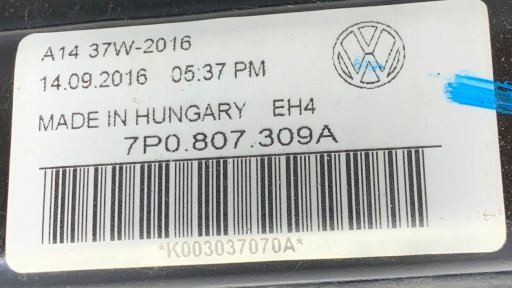 A14 37W-2016
14.09.2016 05:37 PM
MADE IN HUNGARY EH4
7P0.807.309A
*K003037070A*